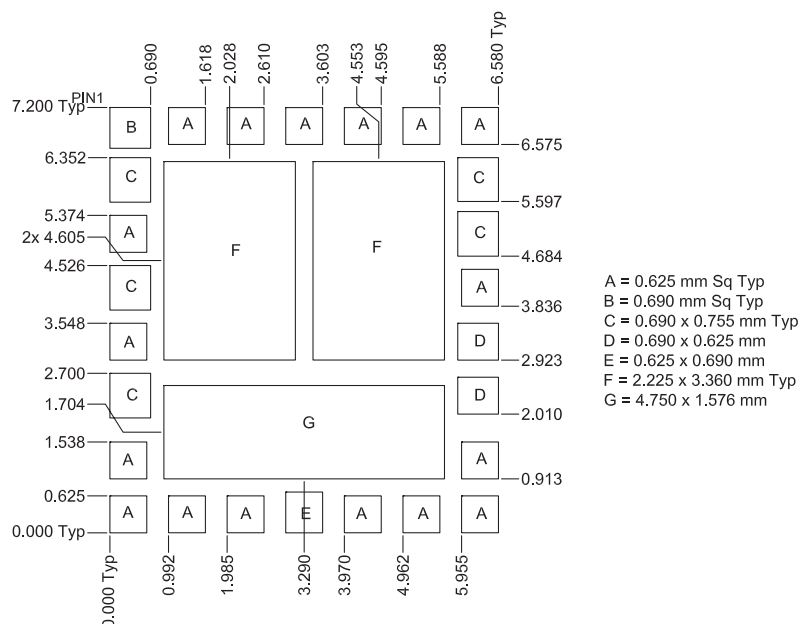 0.690
1.618
2.028
2.610
3.603
4.553
4.595
5.588
6.580 Typ
PIN1
7.200 Typ
B
A
A
A
A
A
A
6.575
6.352
C
C
5.597
5.374
A
2x 4.605
F
F
C
4.684
4.526
C
A
3.836
3.548
A
D
2.923
2.700
C
D
2.010
1.704
G
1.538
A
A
0.913
0.625
A
A
A
E
A
A
A
0.000 Typ
0.000 Typ
0.992
1.985
3.290
3.970
4.962
5.955
A = 0.625 mm Sq Typ
B = 0.690 mm Sq Typ
C = 0.690 x 0.755 mm Typ
D = 0.690 x 0.625 mm
E = 0.625 x 0.690 mm
F = 2.225 x 3.360 mm Typ
G = 4.750 x 1.576 mm